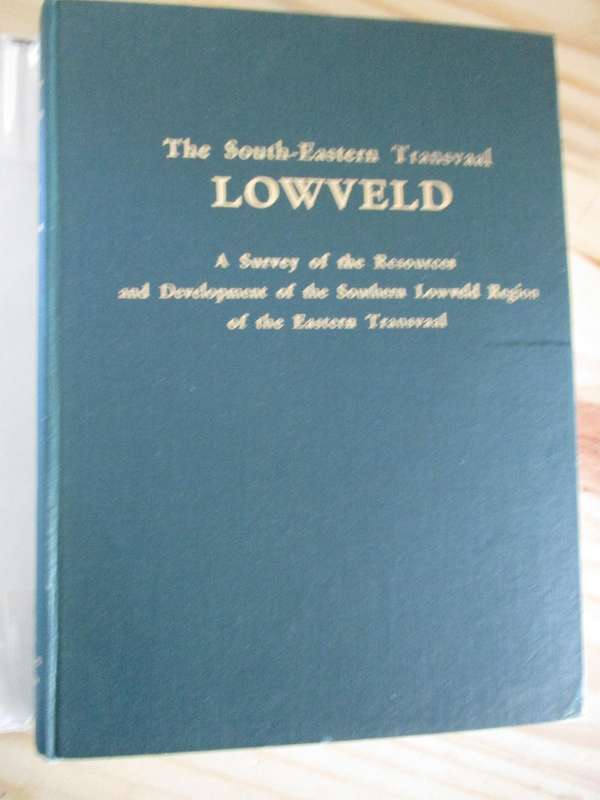 The South-Eastern Transvaal
LOWVELD
A Survey of the Resources
and Development of the Southern Lowveld Region
of the Eastern Transvaal